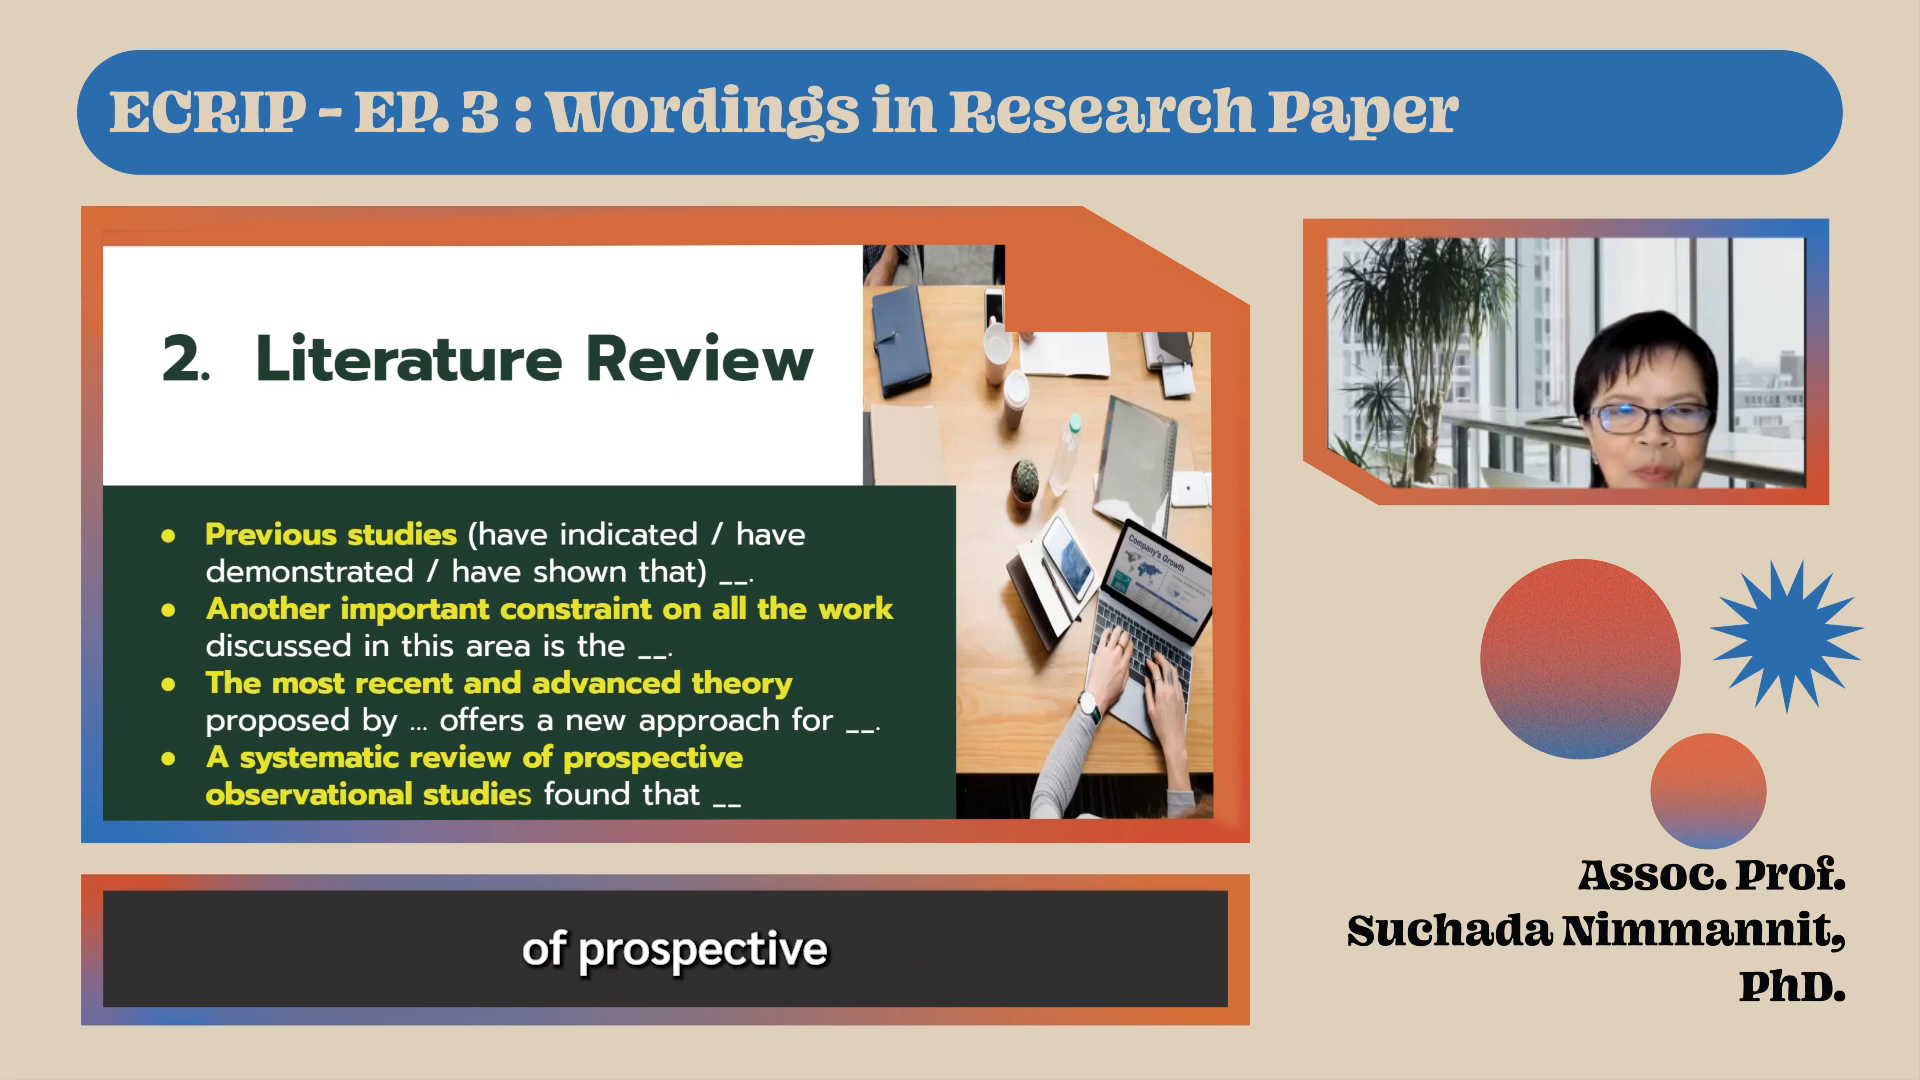 ECRIP - EP. 3 : Wordings in Research Paper
2. Literature Review
● Previous studies (have indicated / have
demonstrated / have shown that) __.
● Another important constraint on all the work
discussed in this area is the __.
● The most recent and advanced theory
proposed by ... offers a new approach for __.
● A systematic review of prospective
observational studies found that __
Company's Growth
of prospective
Assoc. Prof.
Suchada Nimmannit,
PhD.